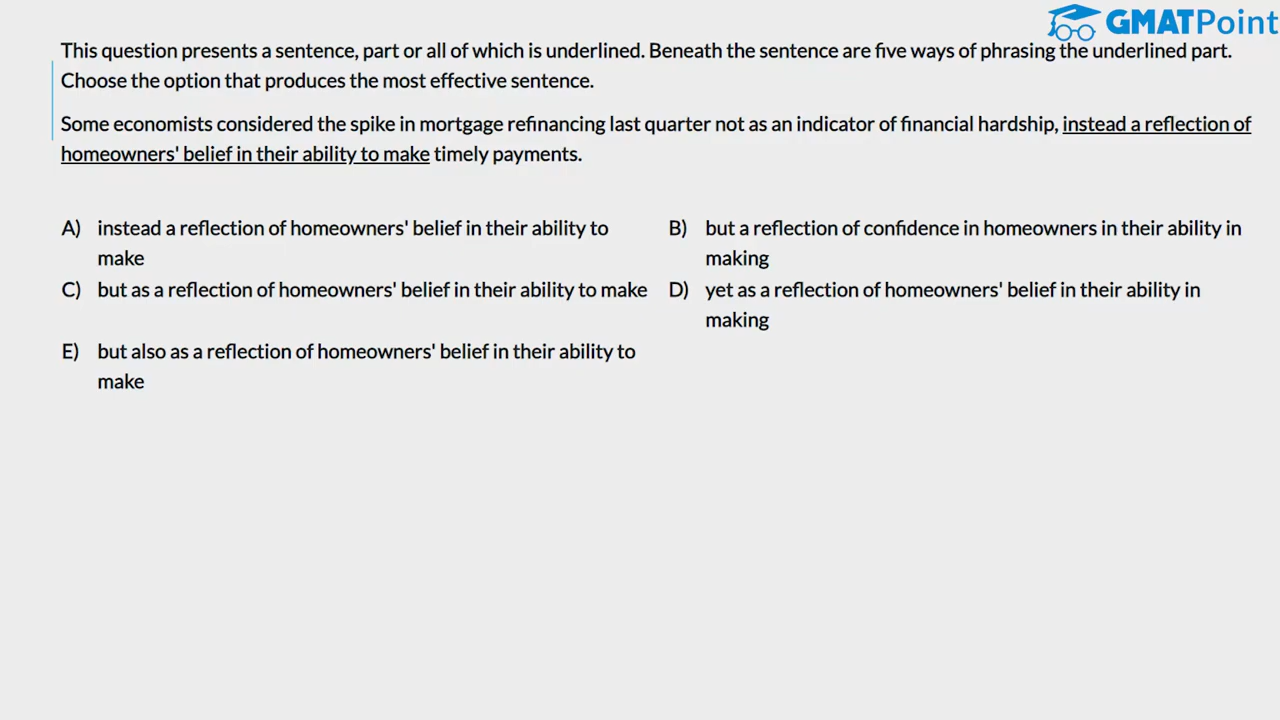 GMATPoint
This question presents a sentence, part or all of which is underlined. Beneath the sentence are five ways of phrasing the underlined part.
Choose the option that produces the most effective sentence.
Some economists considered the spike in mortgage refinancing last quarter not as an indicator of financial hardship, instead a reflection of
homeowners' belief in their ability to make timely payments.
A) instead a reflection of homeowners' belief in their ability to
make
B) but a reflection of confidence in homeowners in their ability in
making
C) but as a reflection of homeowners' belief in their ability to make
D) yet as a reflection of homeowners' belief in their ability in
making
E) but also as a reflection of homeowners' belief in their ability to
make